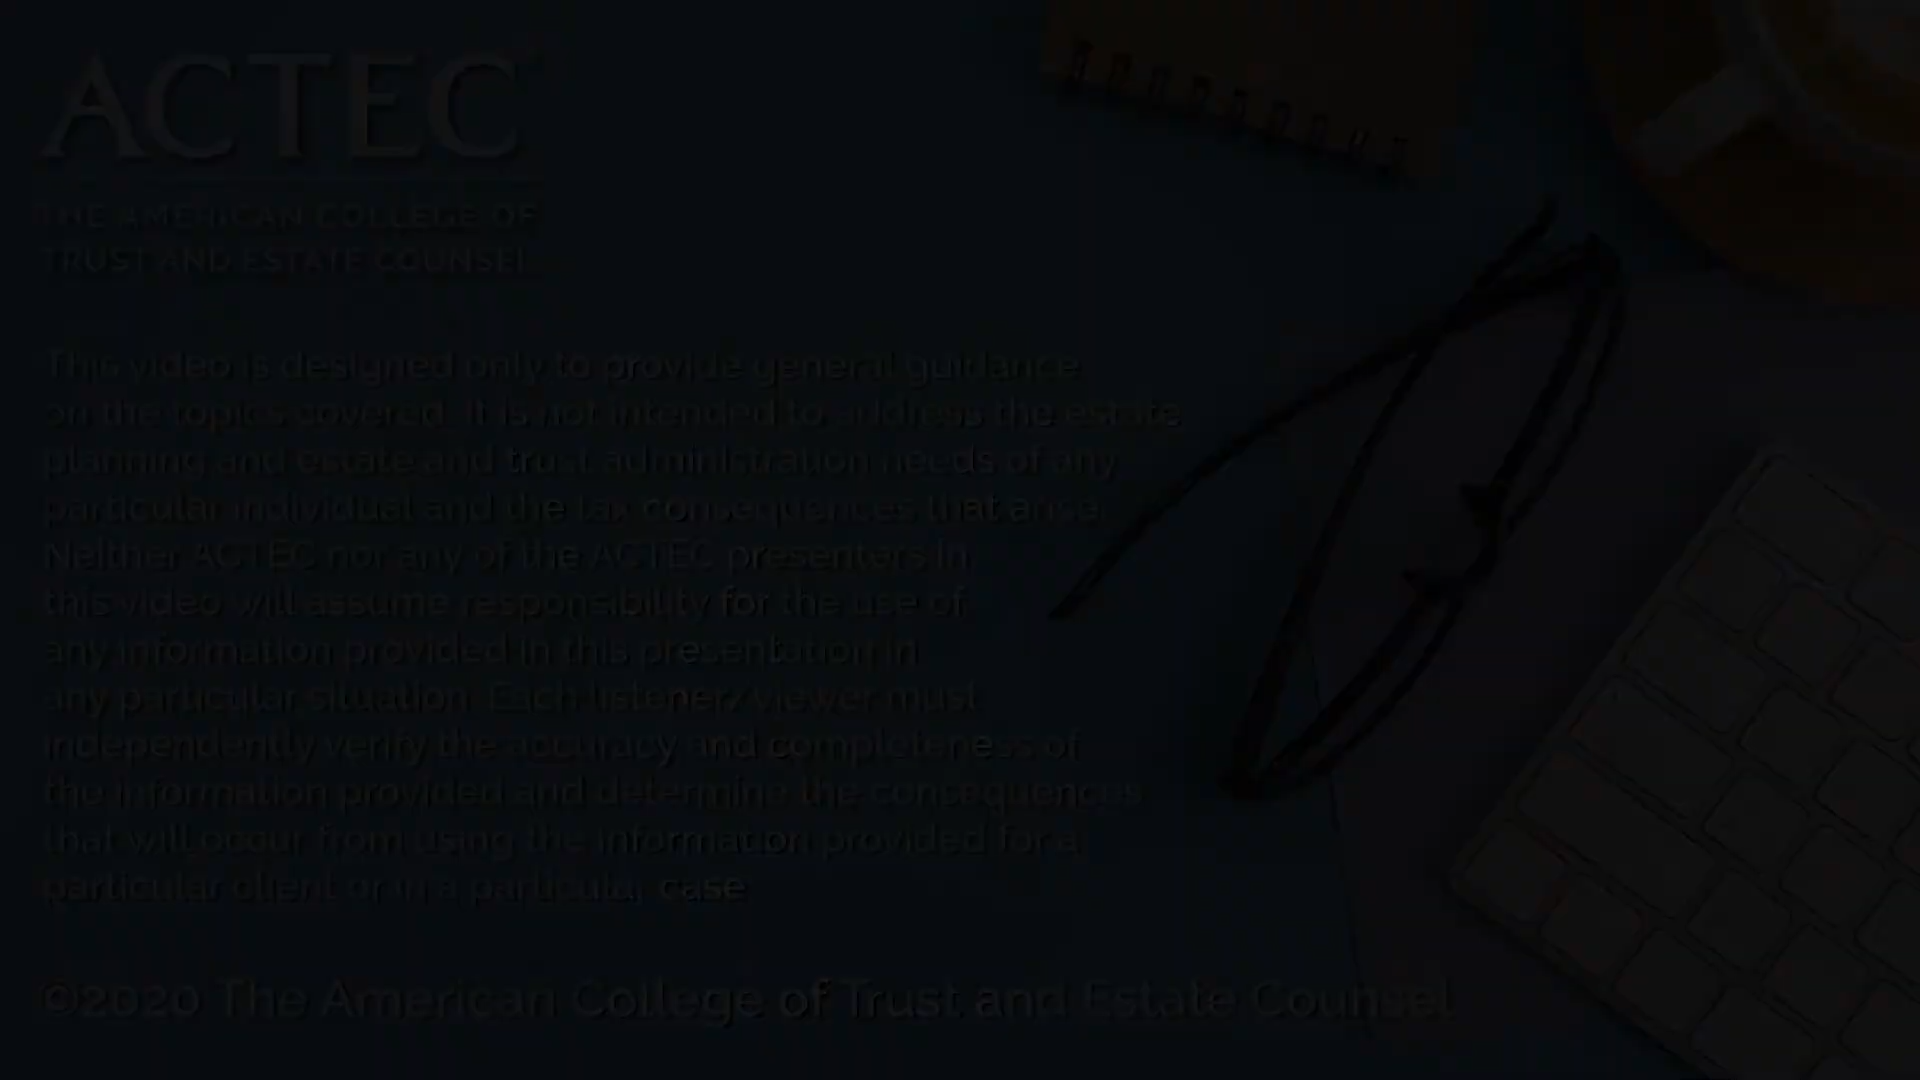 ACTEC
THE AMERICAN COLLEGE OF
TRUST AND ESTATE COUNSEL
This video is designed only to provide general guidance
on the topics covered. It is not intended to address the estate
planning and estate and trust administration needs of any
particular individual and the tax consequences that arise.
Neither ACTEC nor any of the ACTEC presenters in
this video will assume responsibility for the use of
any information provided in this presentation in
any particular situation. Each listener/viewer must
independently verify the accuracy and completeness of
the information provided and determine the consequences
that will occur from using the information provided for a
particular client or in a particular case
©2020 The American College of Trust and Estate Counsel